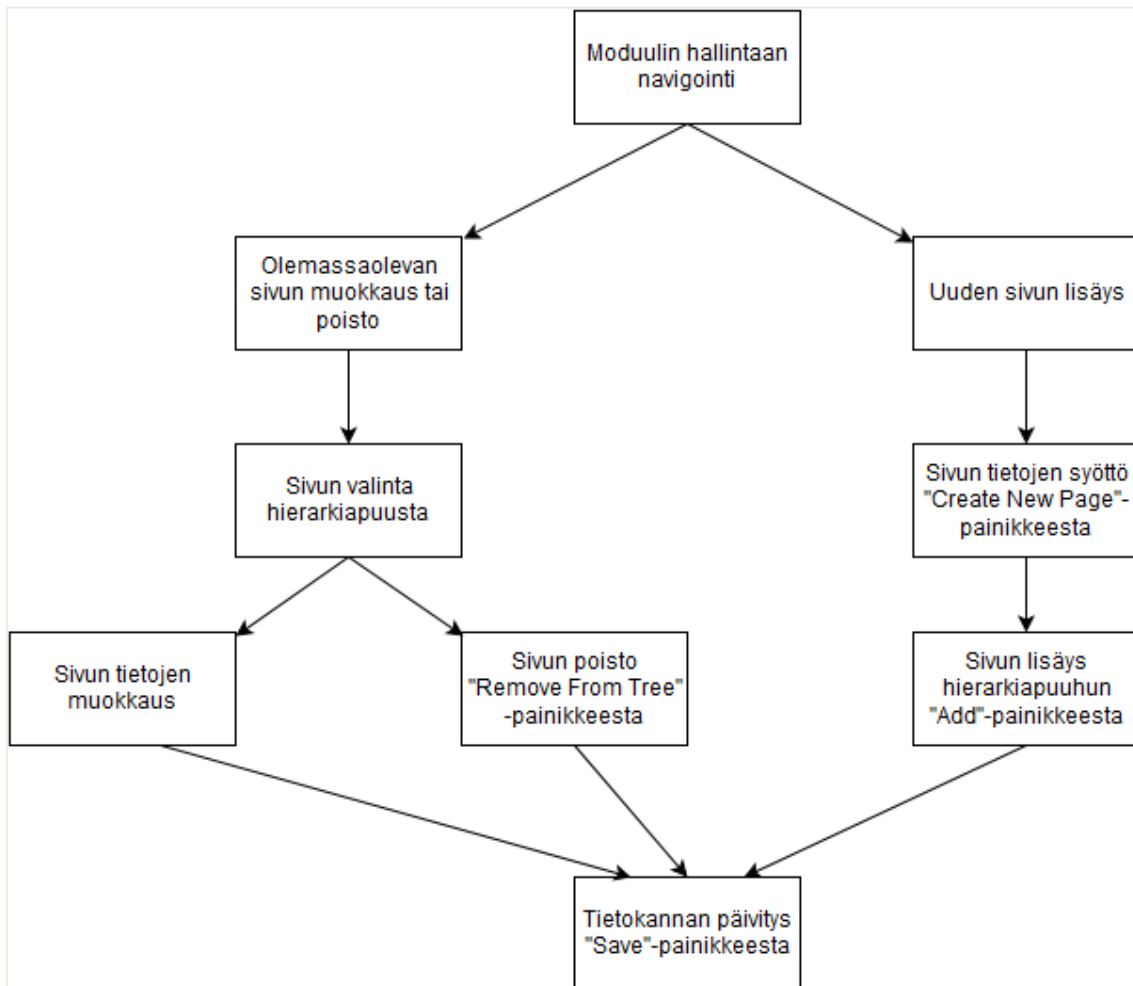 Moduulin hallintaan
navigointi
Olemassaolevan
sivun muokkaus tai
poisto
Uuden sivun lisäys
Sivun valinta
hierarkiapuusta
Sivun tietojen syöttö
"Create New Page"-
painikkeesta
Sivun tietojen
muokkaus
Sivun poisto
"Remove From Tree"
-painikkeesta
Sivun lisäys
hierarkiapuuhun
"Add"-painikkeesta
Tietokannan päivitys
"Save"-painikkeesta